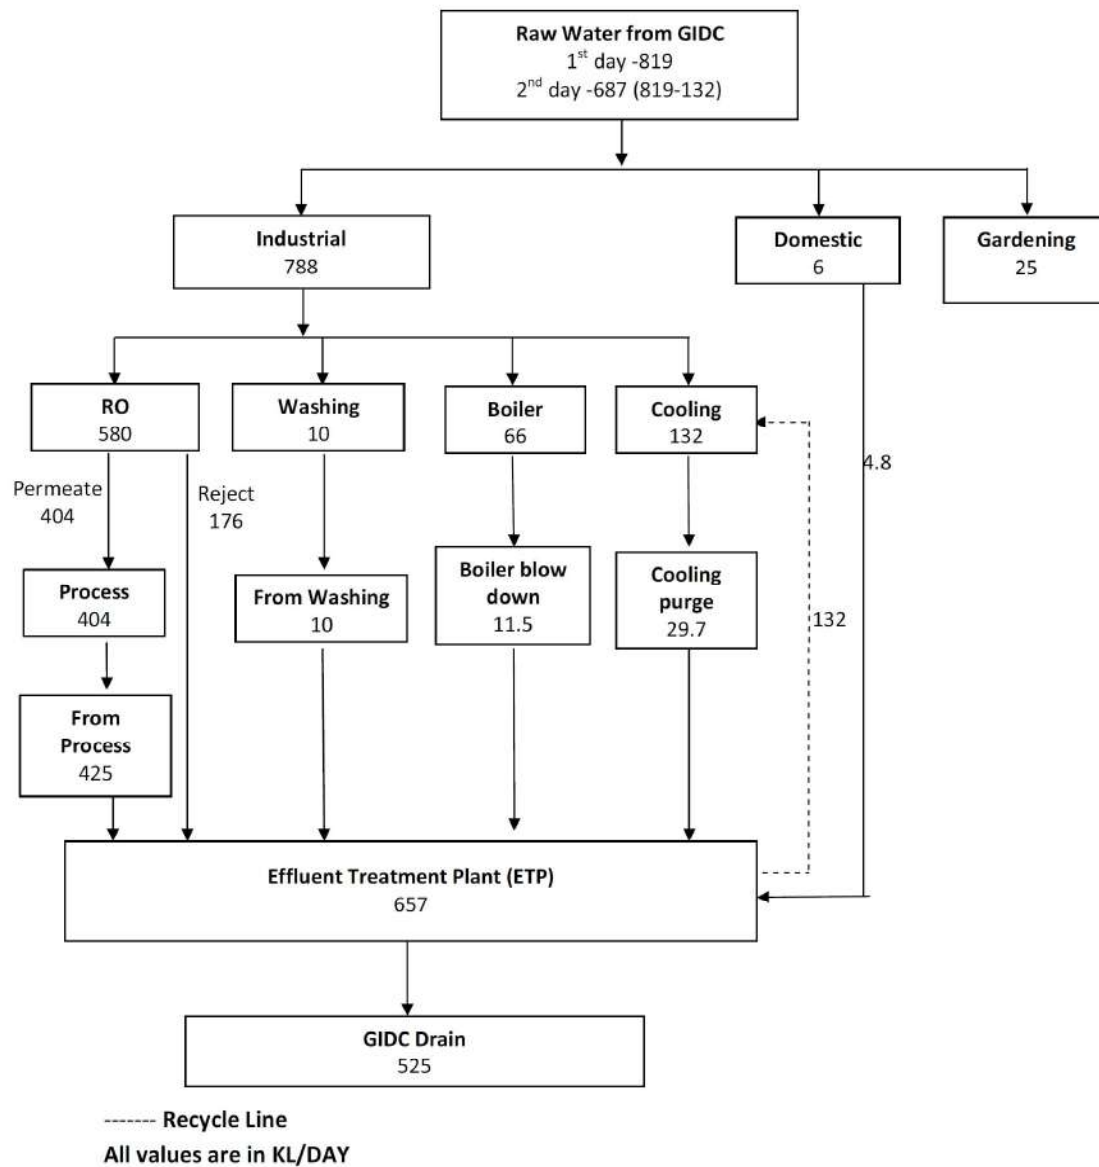 Raw Water from GIDC
1st day -819
2nd day -687 (819-132)
Industrial
788
Domestic
6
Gardening
25
RO
580
Washing
10
Boiler
66
Cooling
132
4.8
Permeate
404
Reject
176
Process
404
From Washing
10
Boiler blow
down
11.5
Cooling
purge
29.7
132
From
Process
425
Effluent Treatment Plant (ETP)
657
GIDC Drain
525
------- Recycle Line
All values are in KL/DAY